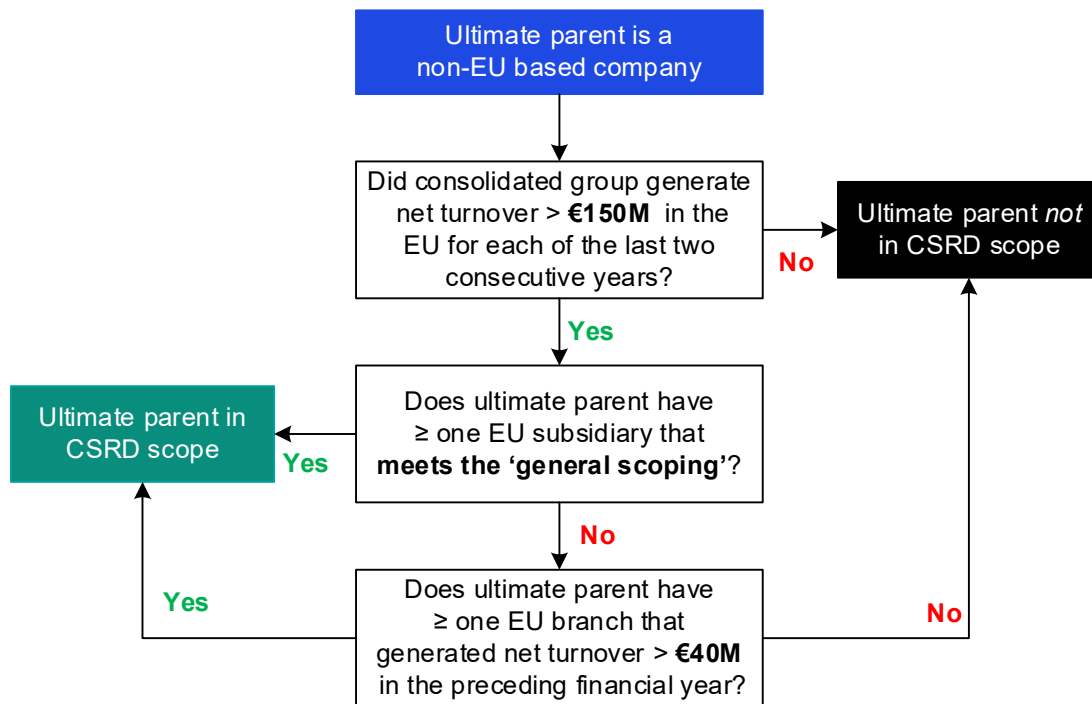 Ultimate parent is a
non-EU based company
Did consolidated group generate
net turnover > €150M in the
EU for each of the last two
consecutive years?
No
Ultimate parent not
in CSRD scope
Yes
Does ultimate parent have
≥ one EU subsidiary that
meets the ‘general scoping’?
Yes
Ultimate parent in
CSRD scope
No
Does ultimate parent have
≥ one EU branch that
generated net turnover > €40M
in the preceding financial year?
Yes
No